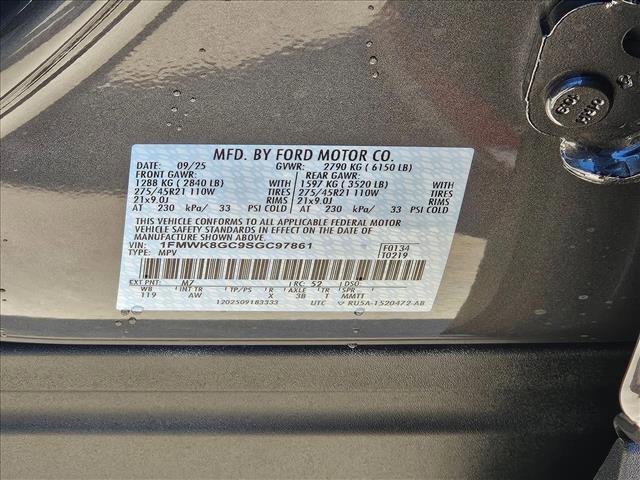 MFD. BY FORD MOTOR CO.
DATE: 09/25 GVWR: 2790 KG ( 6150 LB)
FRONT GAWR: REAR GAWR:
1288 KG ( 2840 LB) WITH 1597 KG ( 3520 LB) WITH
275/45R21 110W TIRES 275/45R21 110W TIRES
21x9.0J RIMS 21x9.0J RIMS
AT 230 kPa/ 33 PSI COLD AT 230 kPa/ 33 PSI COLD
THIS VEHICLE CONFORMS TO ALL APPLICABLE FEDERAL MOTOR
VEHICLE SAFETY STANDARDS IN EFFECT ON THE DATE OF
MANUFACTURE SHOWN ABOVE.
VIN: 1FMWK8GC9SGC97861 F0134
TYPE: MPV T0219
EXT PNT: M7 RC: 52 DSO:
WB INT TR TP/PS R AXLE TR SPR
119 AW X 3B T MMTT
1202509183333 UTC RU5A-1520472-AB